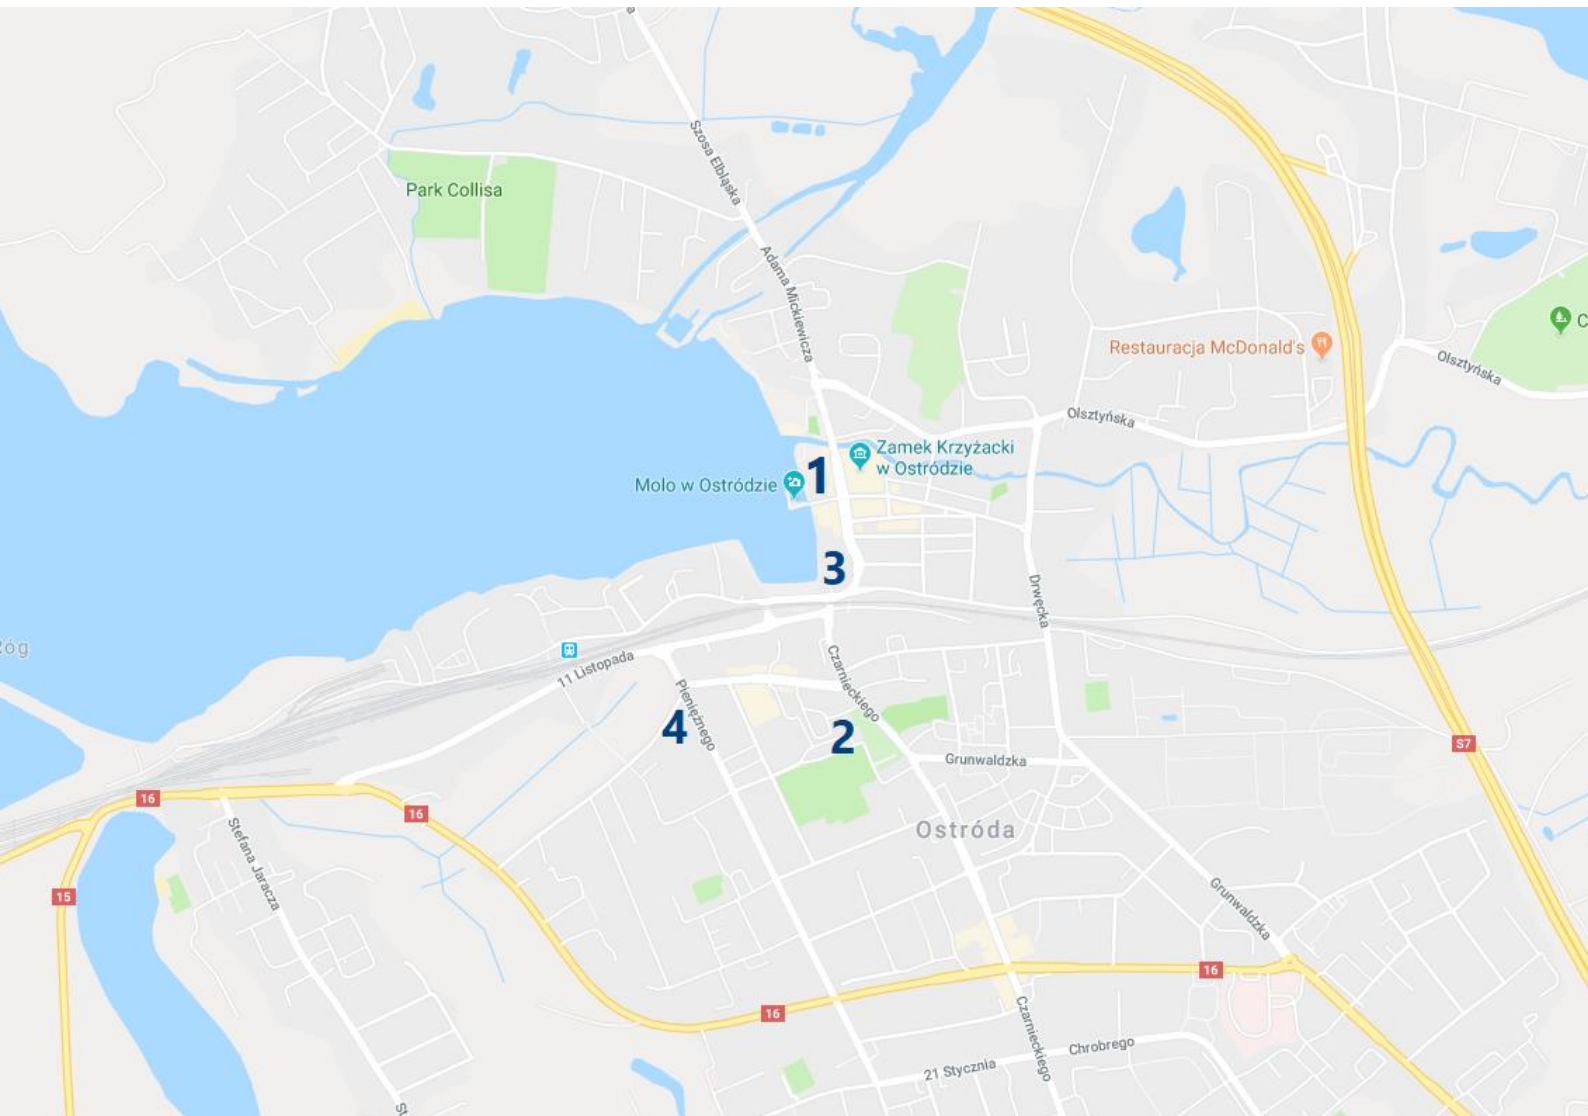 Szosa Elbląska
Park Collisa
Adama Mickiewicza
Restauracja McDonald's
C
Olsztyńska
Olsztyńska
Zamek Krzyżacki
w Ostródzie
1
Molo w Ostródzie
3
Drwęcka
óg
11 Listopada
Czarnieckiego
Pieniężnego
4
2
S7
Grunwaldzka
16
16
Ostróda
Stefana Jaracza
15
Grunwaldzka
16
16
Czarnieckiego
Chrobrego
21 Stycznia
St